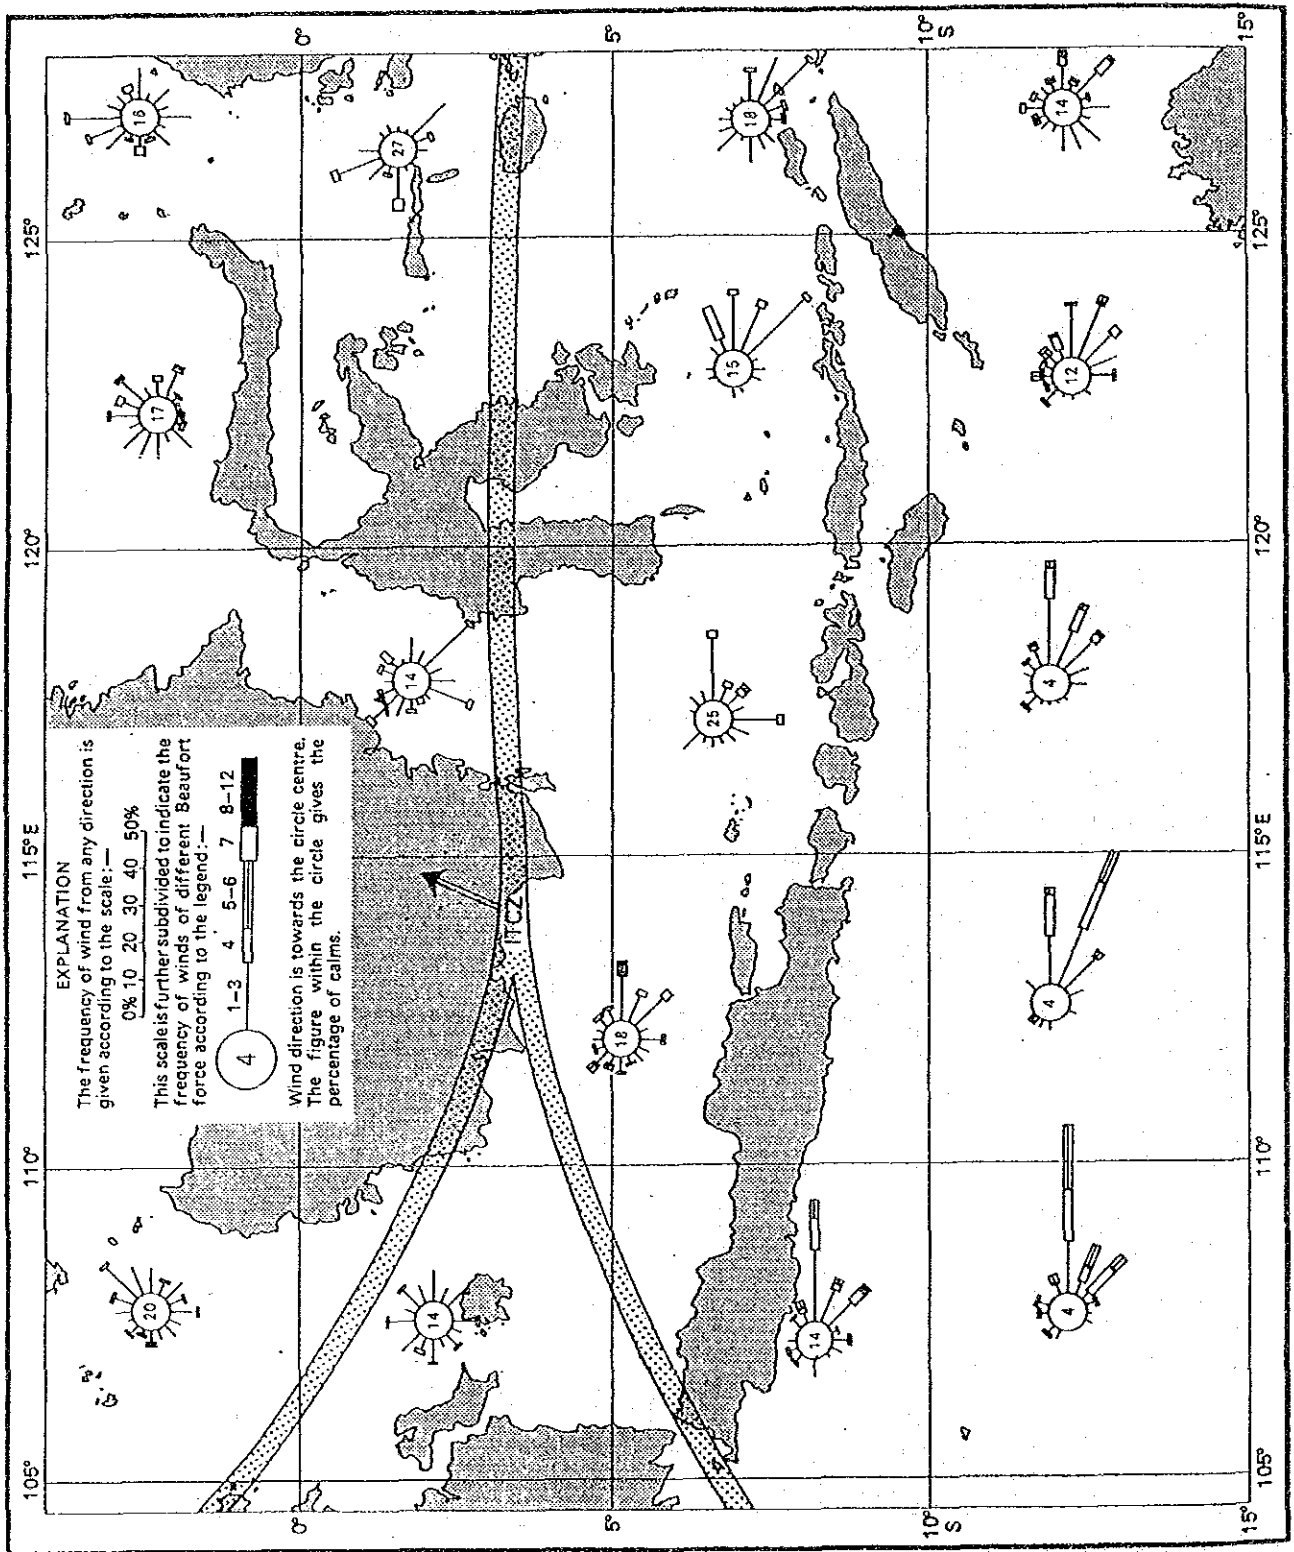 105° 110° 115°E 120° 125°
EXPLANATION
The frequency of wind from any direction is
given according to the scale:—
0% 10 20 30 40 50%
This scale is further subdivided to indicate the
frequency of winds of different Beaufort
force according to the legend:—
1–3 4 5–6 7 8–12
4
Wind direction is towards the circle centre.
The figure within the circle gives the
percentage of calms.
20 17 16
0° 0°
14 14 27
ITCZ
5° 5°
18 25 15 18
14
10° 10°
S S
4 4 4 12 14
15° 15°
105° 110° 115°E 120° 125°